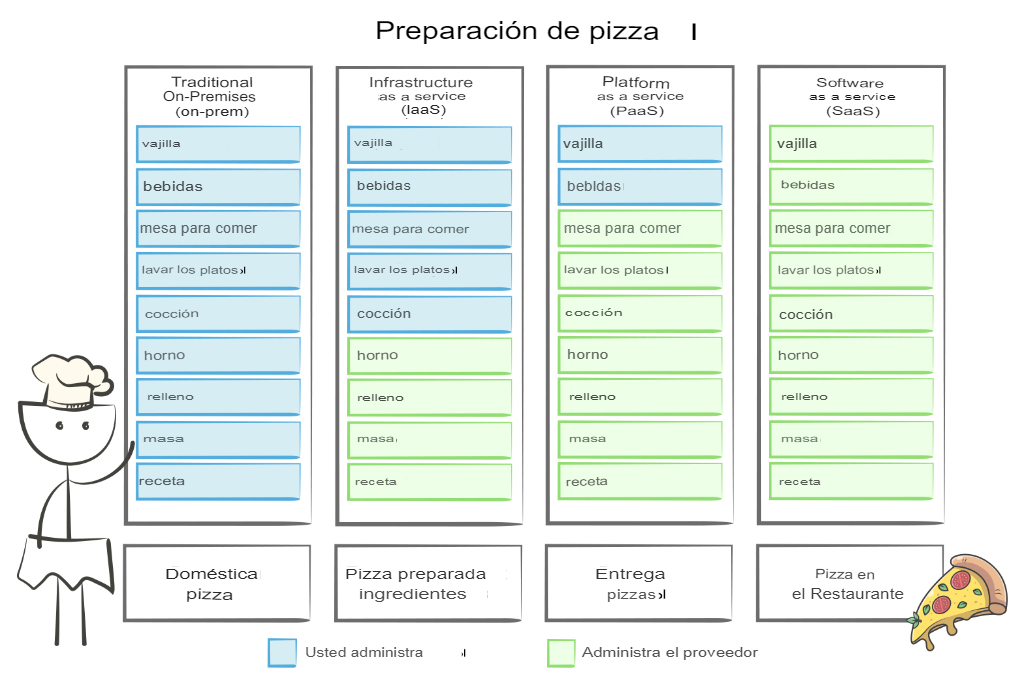 Preparación de pizza
Traditional
On-Premises
(on-prem)
vajilla
bebidas
mesa para comer
lavar los platos
cocción
horno
relleno
masa
receta
Doméstica
pizza
Infrastructure
as a service
(IaaS)
vajilla
bebidas
mesa para comer
lavar los platos
cocción
horno
relleno
masa
receta
Pizza preparada
ingredientes
Platform
as a service
(PaaS)
vajilla
bebidas
mesa para comer
lavar los platos
cocción
horno
relleno
masa
receta
Entrega
pizzas
Software
as a service
(SaaS)
vajilla
bebidas
mesa para comer
lavar los platos
cocción
horno
relleno
masa
receta
Pizza en
el Restaurante
Usted administra
Administra el proveedor